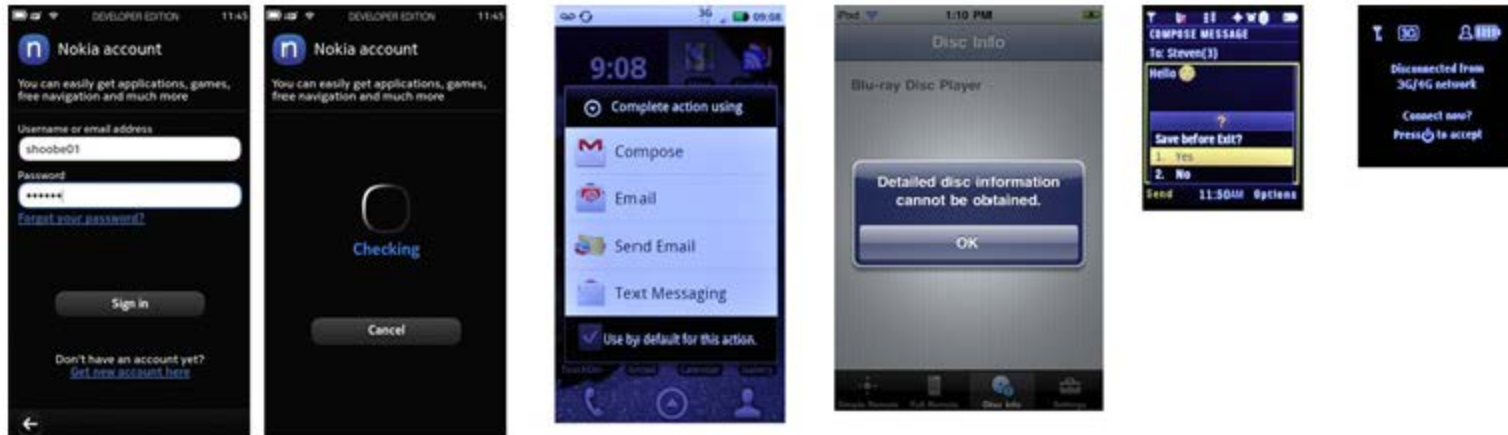 DEVELOPER EDITION 11:45
n Nokia account
You can easily get applications, games,
free navigation and much more
Username or email address
shoobe01
Password
••••••
Forgot your password?
Sign in
Don't have an account yet?
Get new account here
DEVELOPER EDITION 11:45
n Nokia account
You can easily get applications, games,
free navigation and much more
Checking
Cancel
3G 09:08
9:08
Complete action using
Compose
Email
Send Email
Text Messaging
Use by default for this action.
iPod 1:10 PM
Disc Info
Blu-ray Disc Player
Detailed disc information
cannot be obtained.
OK
Simple Remote Full Remote Disc Info Settings
COMPOSE MESSAGE
To: Steven(3)
Hello
?
Save before Exit?
1. Yes
2. No
Send 11:50AM Options
3G
Disconnected from
3G/4G network
Connect now?
Press to accept